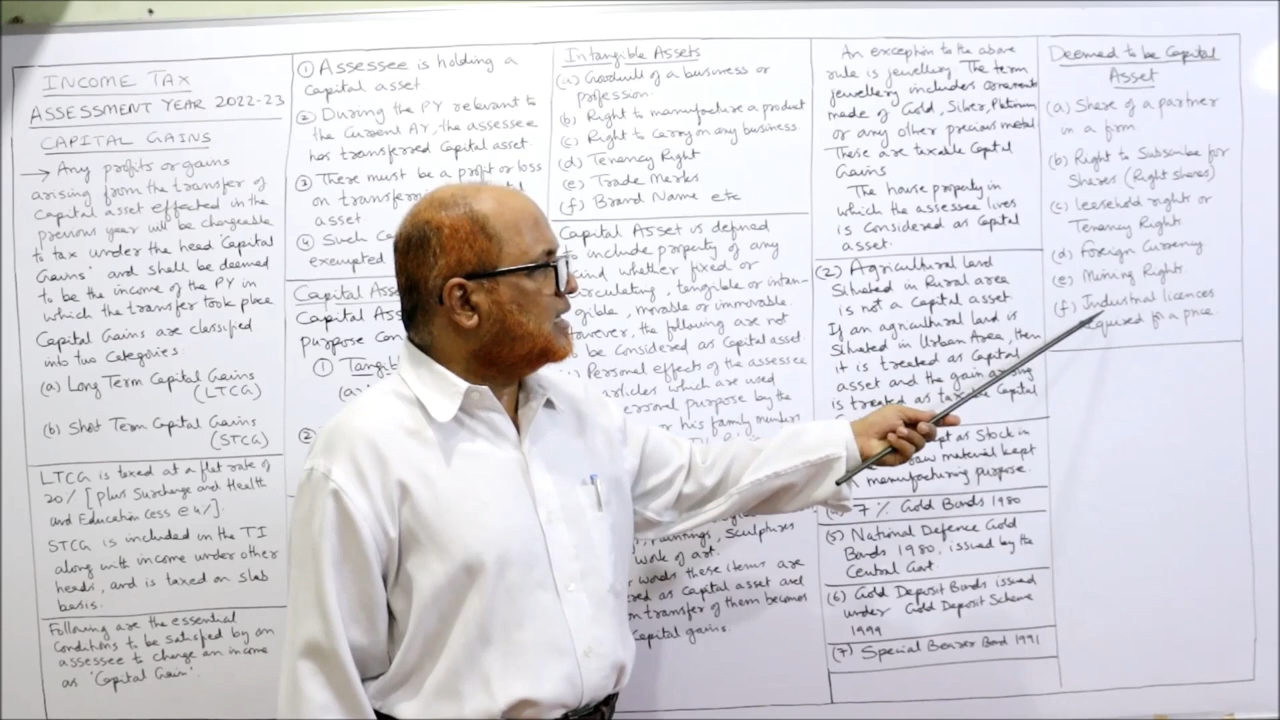 INCOME TAX
ASSESSMENT YEAR 2022-23
CAPITAL GAINS
→ Any profits or gains
arising from the transfer of
Capital asset effected in the
previous year will be chargeable
to tax under the head 'Capital
Gains' and shall be deemed
to be the income of the PY in
which the transfer took place
Capital Gains are classified
into two Categories.
(a) Long Term Capital Gains
(LTCG)
(b) Short Term Capital Gains
(STCG)
LTCG is taxed at a flat rate of
20% [plus Surcharge and Health
and Education Cess @ 4%].
STCG is included in the TI
along with income under other
heads, and is taxed on slab
basis.
Following are the essential
Conditions to be satisfied by an
assessee to charge an income
as 'Capital Gain'.
① Assessee is holding a
Capital asset.
② During the PY relevant to
the Current AY, the assessee
has transferred Capital asset.
③ There must be a profit or loss
on transferring
asset.
④ Such
exempted
Capital
Capital
purpose
①
②
Intangible Assets
(a) Goodwill of a business or
profession.
(b) Right to manufacture a product
(c) Right to Carry on any business.
(d) Tenancy Right
(e) Trade Marks
(f) Brand Name etc
Capital Asset is defined
to include property of any
kind whether fixed or
circulating, tangible or intan-
gible, movable or immovable.
However, the following are not
be Considered as Capital asset.
Personal effects of the assessee
articles which are used
personal purpose by the
or his family members
Paintings, Sculptures
work of art.
words these items are
as Capital asset and
on transfer of them becomes
Capital gains.
An exception to the above
rule is jewellery. The term
jewellery includes ornaments
made of Gold, Silver, Platinum
or any other precious metal
These are taxable Capital
Gains
The house property in
which the assessee lives
is Considered as Capital
asset.
(2) Agricultural land
Situated in Rural area
is not a Capital asset.
If an agricultural land is
Situated in Urban Area, then
it is treated as Capital
asset and the gain arising
is treated as Capital
kept as Stock in
raw material kept
manufacturing purpose.
7% Gold Bonds 1980
(5) National Defence Gold
Bonds 1980, issued by the
Central Govt.
(6) Gold Deposit Bonds issued
under Gold Deposit Scheme
1999
(7) Special Bearer Bond 1991
Deemed to be Capital
Asset
(a) Share of a partner
in a firm.
(b) Right to Subscribe for
Shares (Right shares)
(c) leasehold right or
Tenancy Right.
(d) Foreign Currency
(e) Mining Rights.
(f) Industrial licences
acquired for a price.